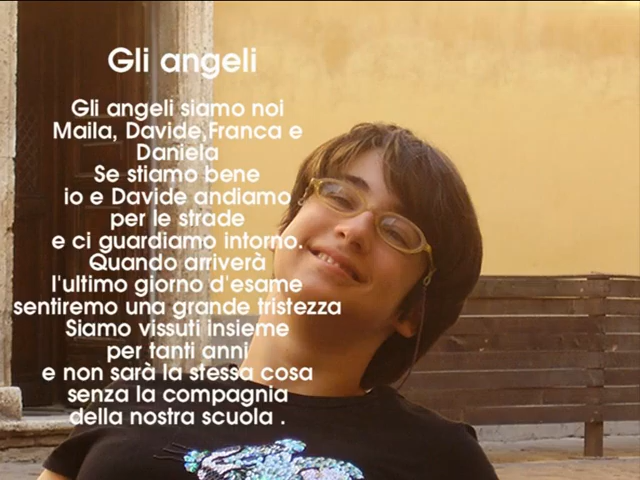 Gli angeli
Gli angeli siamo noi
Maila, Davide,Franca e
Daniela
Se stiamo bene
io e Davide andiamo
per le strade
e ci guardiamo intorno.
Quando arriverà
l'ultimo giorno d'esame
sentiremo una grande tristezza
Siamo vissuti insieme
per tanti anni
e non sarà la stessa cosa
senza la compagnia
della nostra scuola .